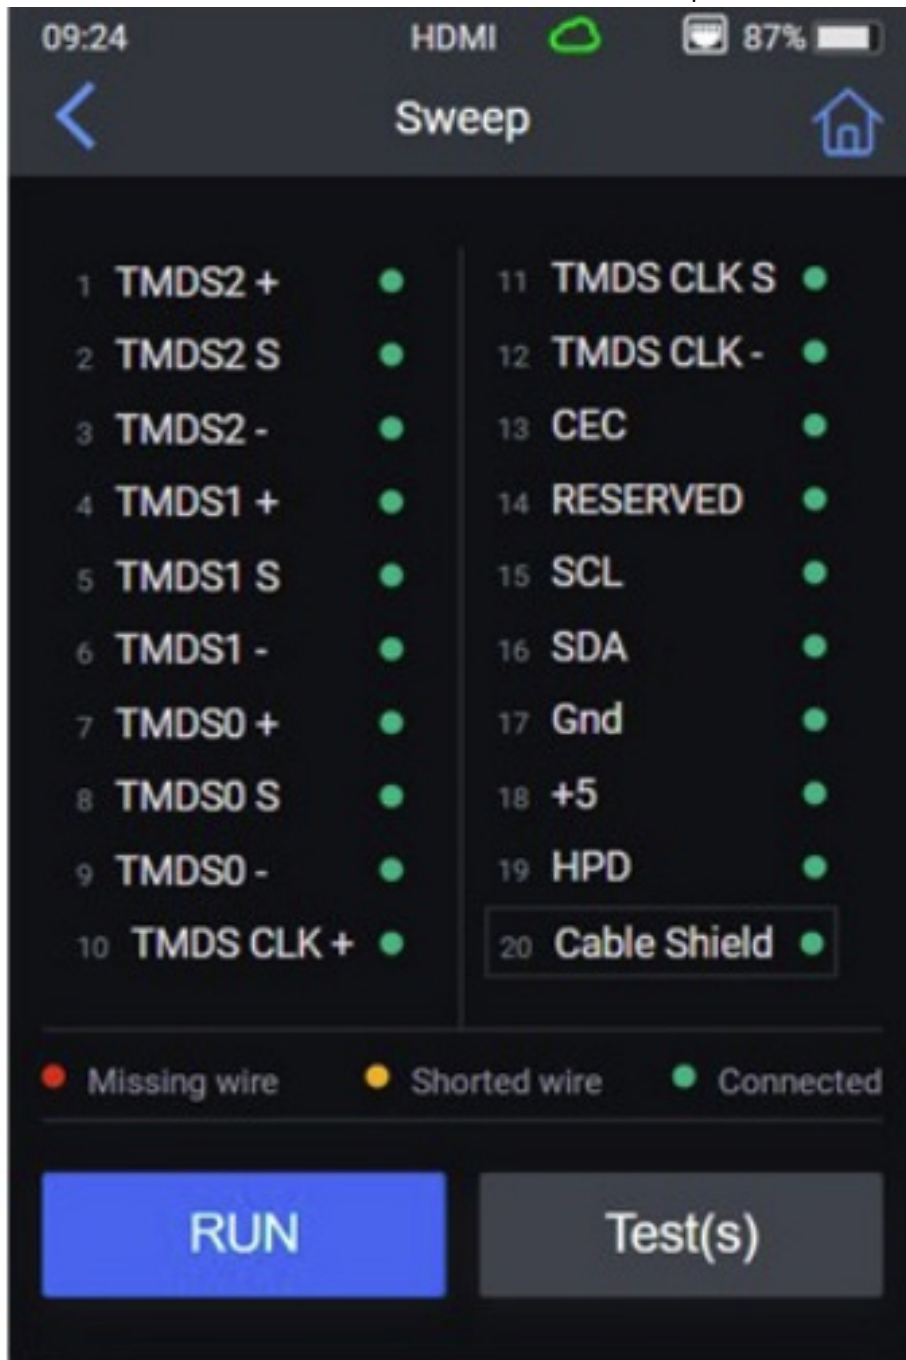 09:24 HDMI 87%
Sweep
1 TMDS2 +
2 TMDS2 S
3 TMDS2 -
4 TMDS1 +
5 TMDS1 S
6 TMDS1 -
7 TMDS0 +
8 TMDS0 S
9 TMDS0 -
10 TMDS CLK +
11 TMDS CLK S
12 TMDS CLK -
13 CEC
14 RESERVED
15 SCL
16 SDA
17 Gnd
18 +5
19 HPD
20 Cable Shield
Missing wire Shorted wire Connected
RUN Test(s)